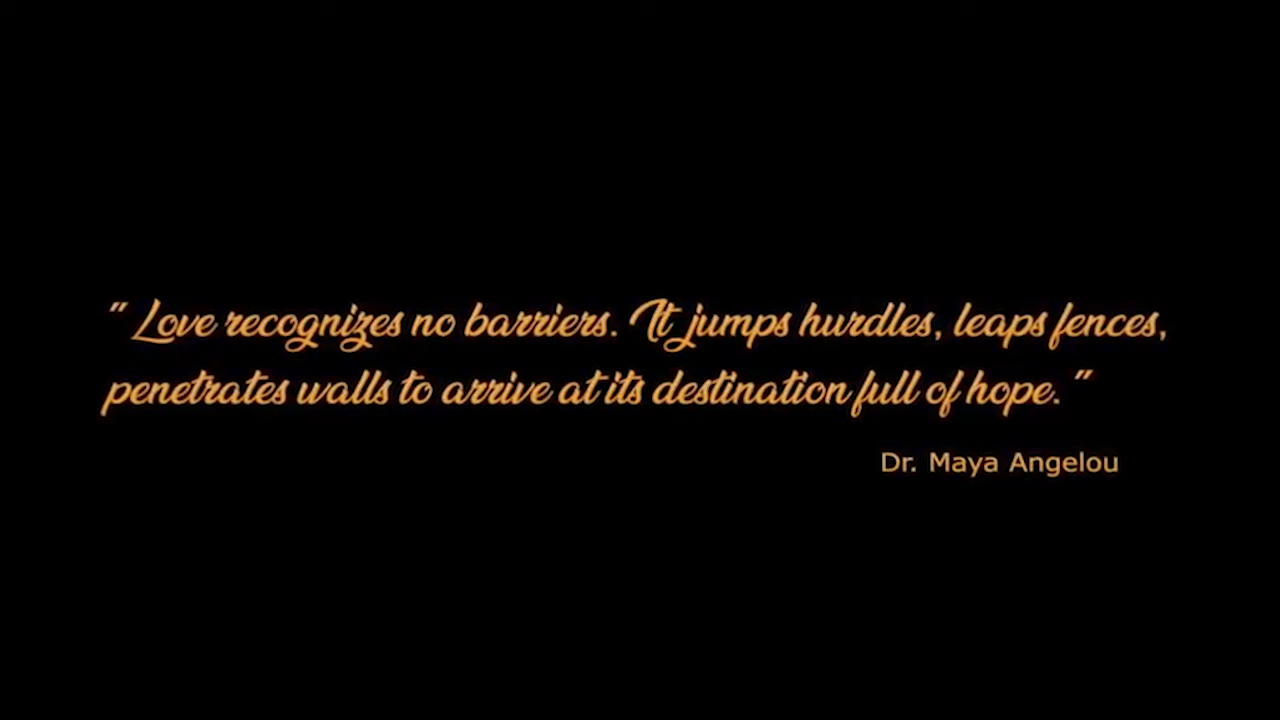 " Love recognizes no barriers. It jumps hurdles, leaps fences,
penetrates walls to arrive at its destination full of hope. "
Dr. Maya Angelou